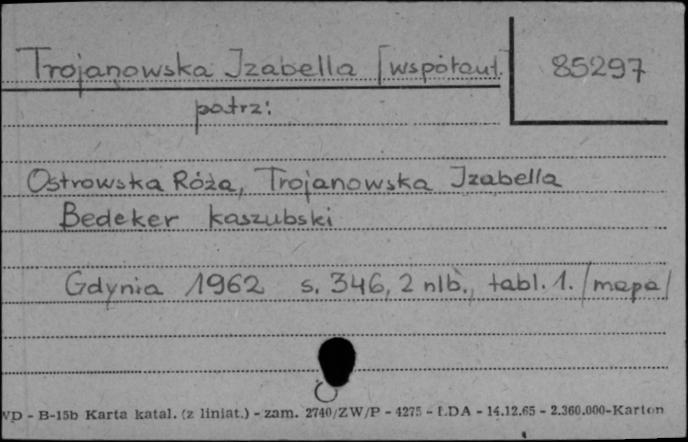 Trojanowska Izabella [współaut.]
85297
patrz:
Ostrowska Róża, Trojanowska Izabella
Bedeker kaszubski
Gdynia 1962 s. 346, 2 nlb., tabl. 1. /mapa/
WD - B-15b Karta katal. (z liniat.) - zam. 2740/ZW/P - 4275 - LDA - 14.12.65 - 2.360.000-Karton